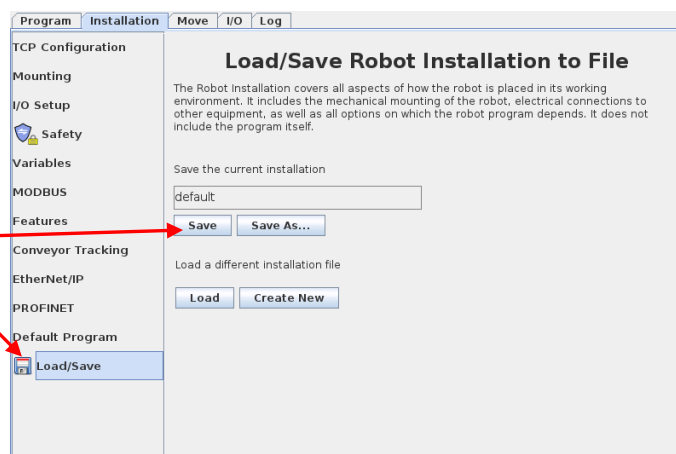 Program Installation Move I/O Log
TCP Configuration
Mounting
I/O Setup
Safety
Variables
MODBUS
Features
Conveyor Tracking
EtherNet/IP
PROFINET
Default Program
Load/Save
Load/Save Robot Installation to File
The Robot Installation covers all aspects of how the robot is placed in its working
environment. It includes the mechanical mounting of the robot, electrical connections to
other equipment, as well as all options on which the robot program depends. It does not
include the program itself.
Save the current installation
default
Save Save As...
Load a different installation file
Load Create New